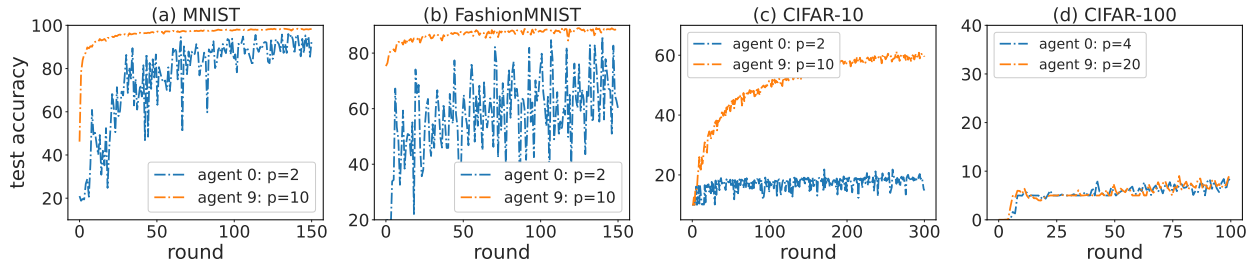 (a) MNIST
test accuracy
100
80
60
40
20
0 50 100 150
round
agent 0: p=2
agent 9: p=10
(b) FashionMNIST
80
60
40
20
0 50 100 150
round
agent 0: p=2
agent 9: p=10
(c) CIFAR-10
60
40
20
0 100 200 300
round
agent 0: p=2
agent 9: p=10
(d) CIFAR-100
40
30
20
10
0
0 25 50 75 100
round
agent 0: p=4
agent 9: p=20